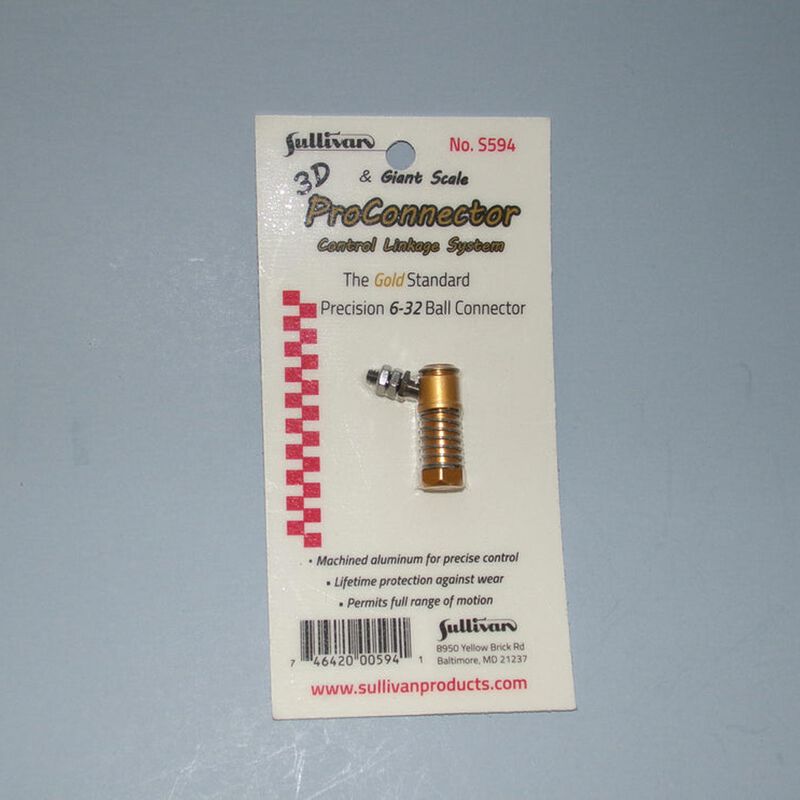 Sullivan
No. S594
3D & Giant Scale
ProConnector
Control Linkage System
The Gold Standard
Precision 6-32 Ball Connector
• Machined aluminum for precise control
• Lifetime protection against wear
• Permits full range of motion
Sullivan
8950 Yellow Brick Rd
Baltimore, MD 21237
7 46420 00594 1
www.sullivanproducts.com